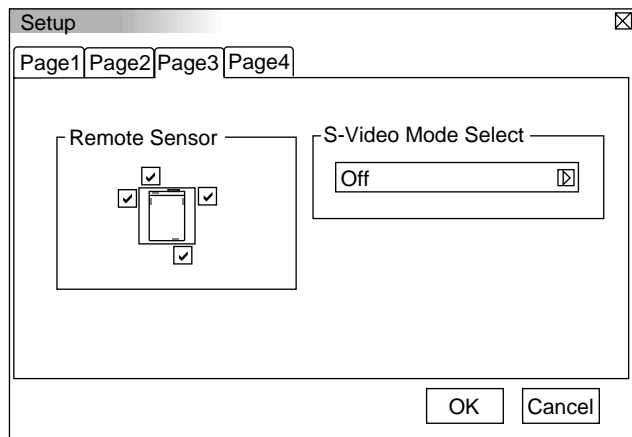 Setup
Page1 Page2 Page3 Page4
Remote Sensor
S-Video Mode Select
Off
OK Cancel